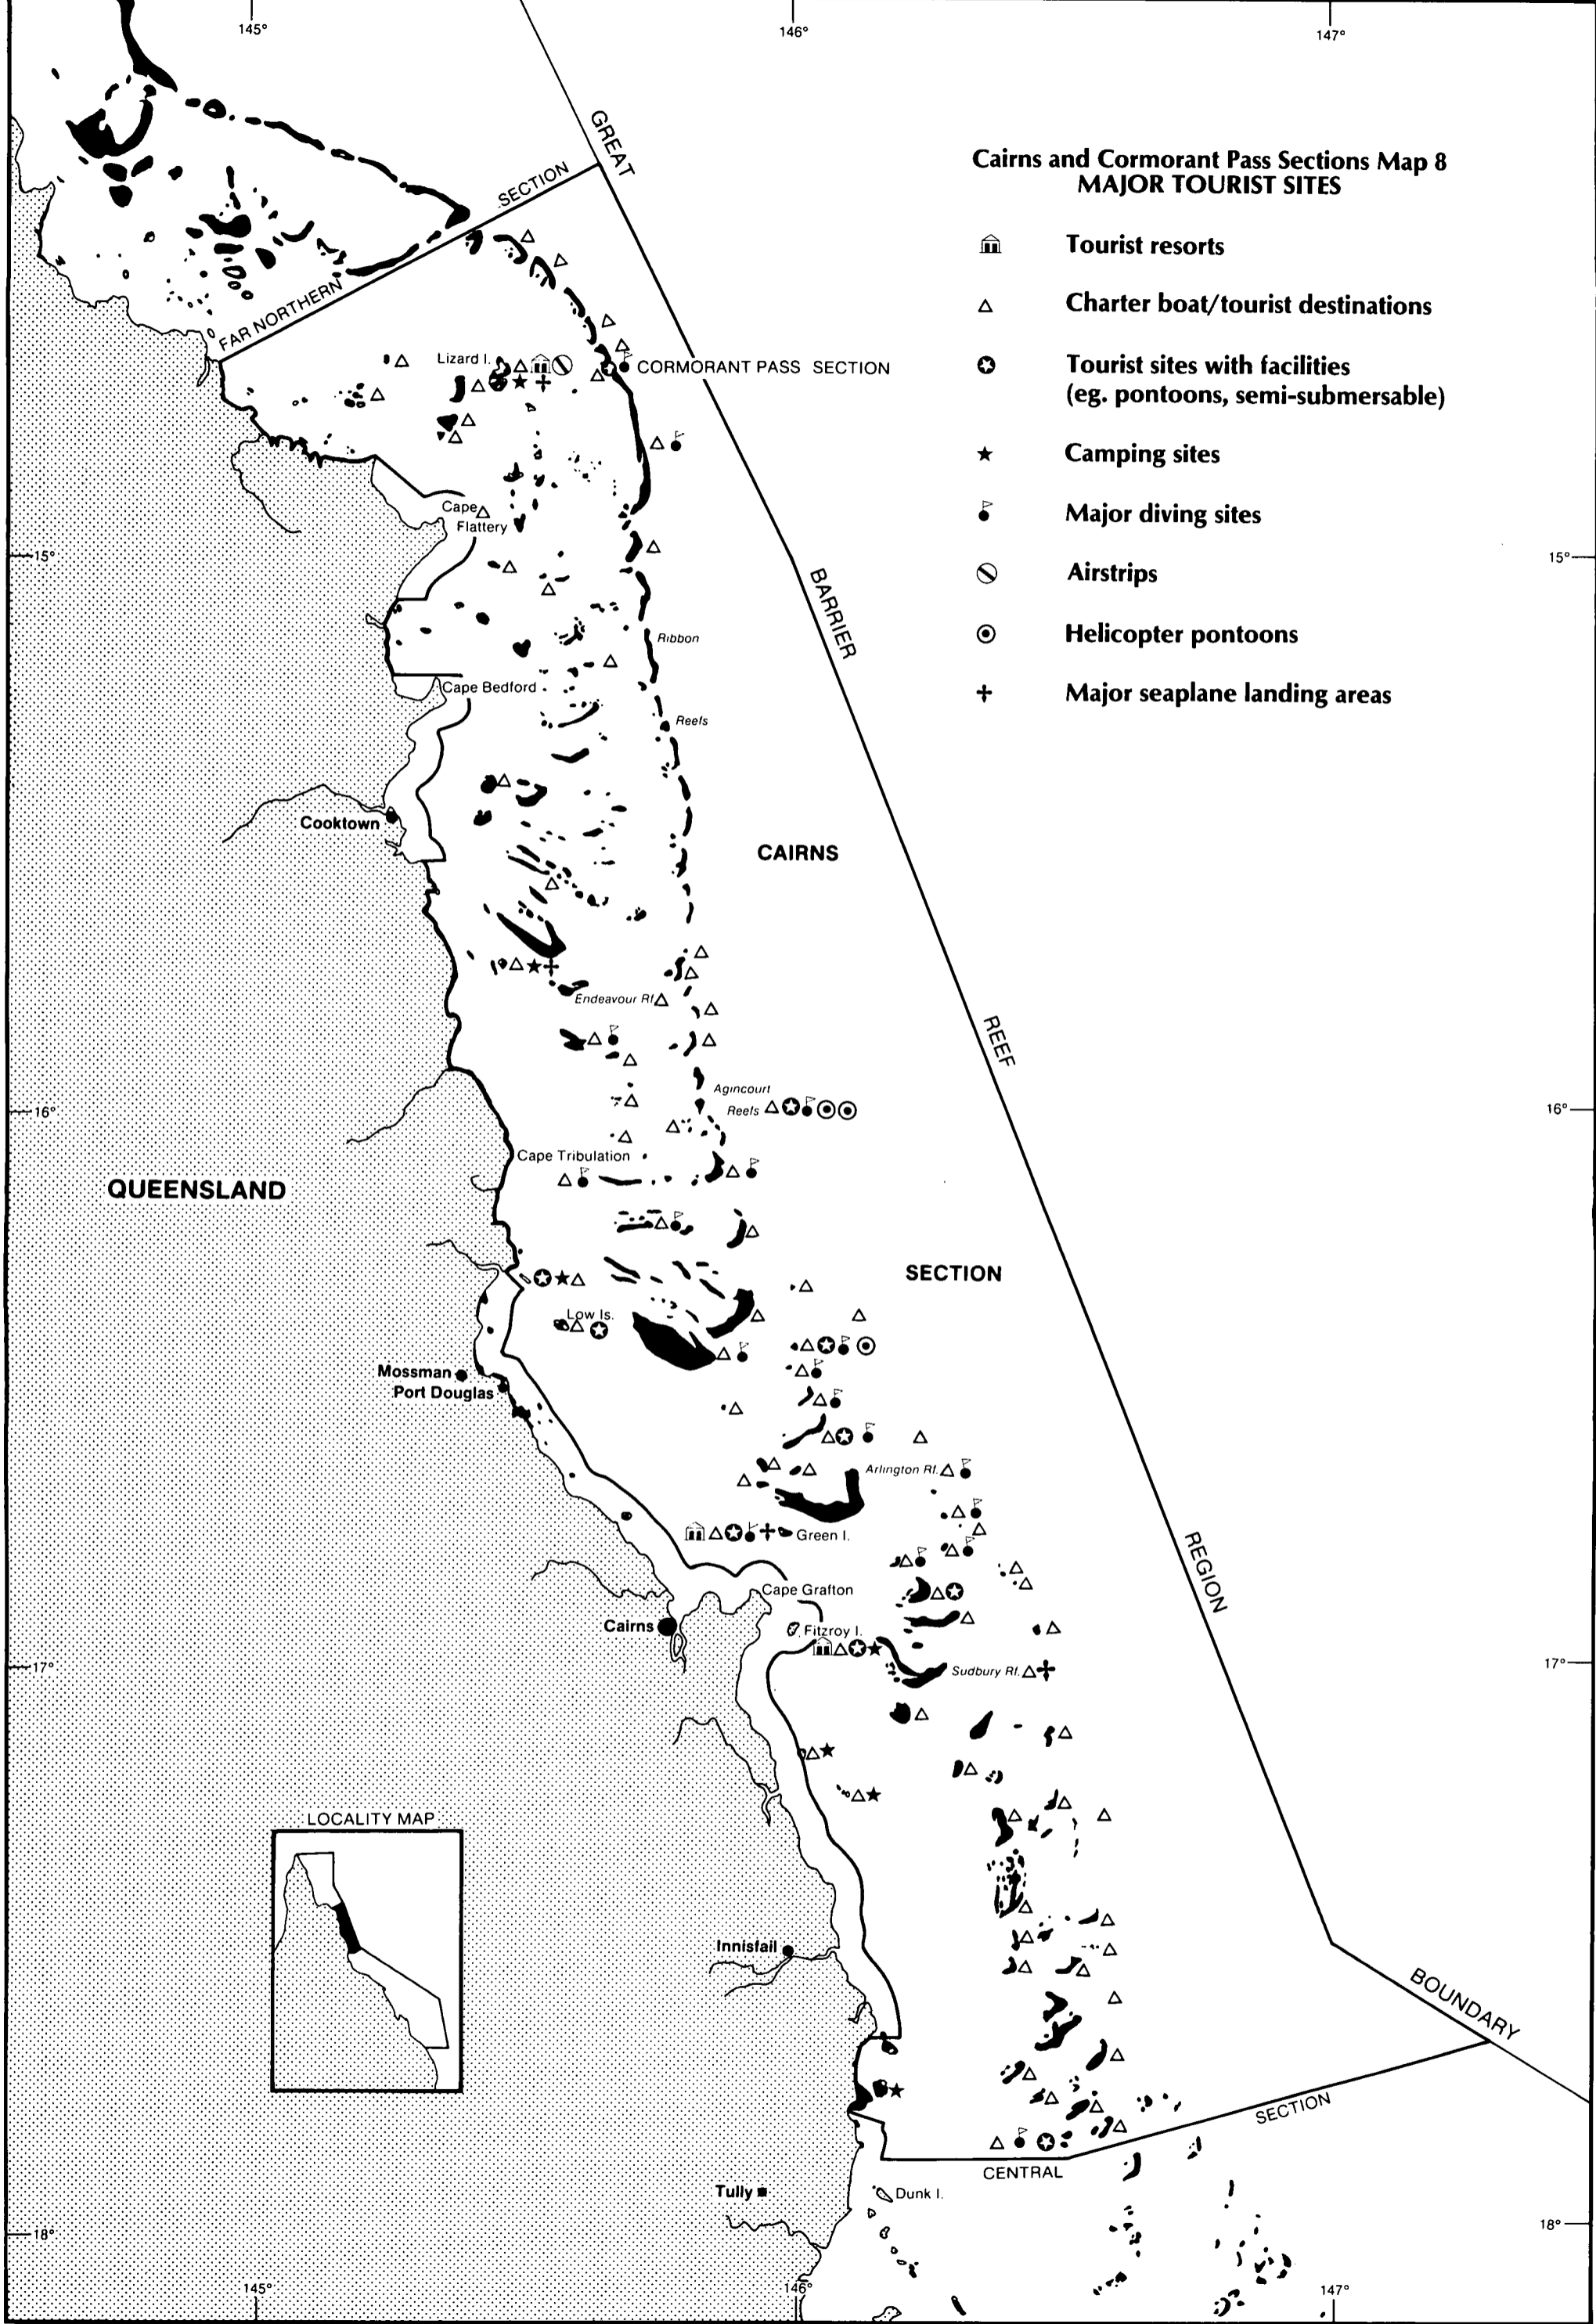 145°
146°
147°
GREAT
Cairns and Cormorant Pass Sections Map 8
MAJOR TOURIST SITES
SECTION
Tourist resorts
FAR NORTHERN
Charter boat/tourist destinations
Lizard I.
CORMORANT PASS SECTION
Tourist sites with facilities
(eg. pontoons, semi-submersable)
Camping sites
Cape
Flattery
Major diving sites
15°
15°
BARRIER
Airstrips
Ribbon
Helicopter pontoons
Cape Bedford
Major seaplane landing areas
Reefs
Cooktown
CAIRNS
Endeavour Rf.
REEF
Agincourt
Reefs
16°
16°
Cape Tribulation
QUEENSLAND
SECTION
Low Is.
Mossman
Port Douglas
Arlington Rf.
Green I.
REGION
Cape Grafton
Cairns
Fitzroy I.
17°
Sudbury Rf.
17°
LOCALITY MAP
Innisfail
BOUNDARY
SECTION
CENTRAL
Tully
Dunk I.
18°
18°
145°
146°
147°